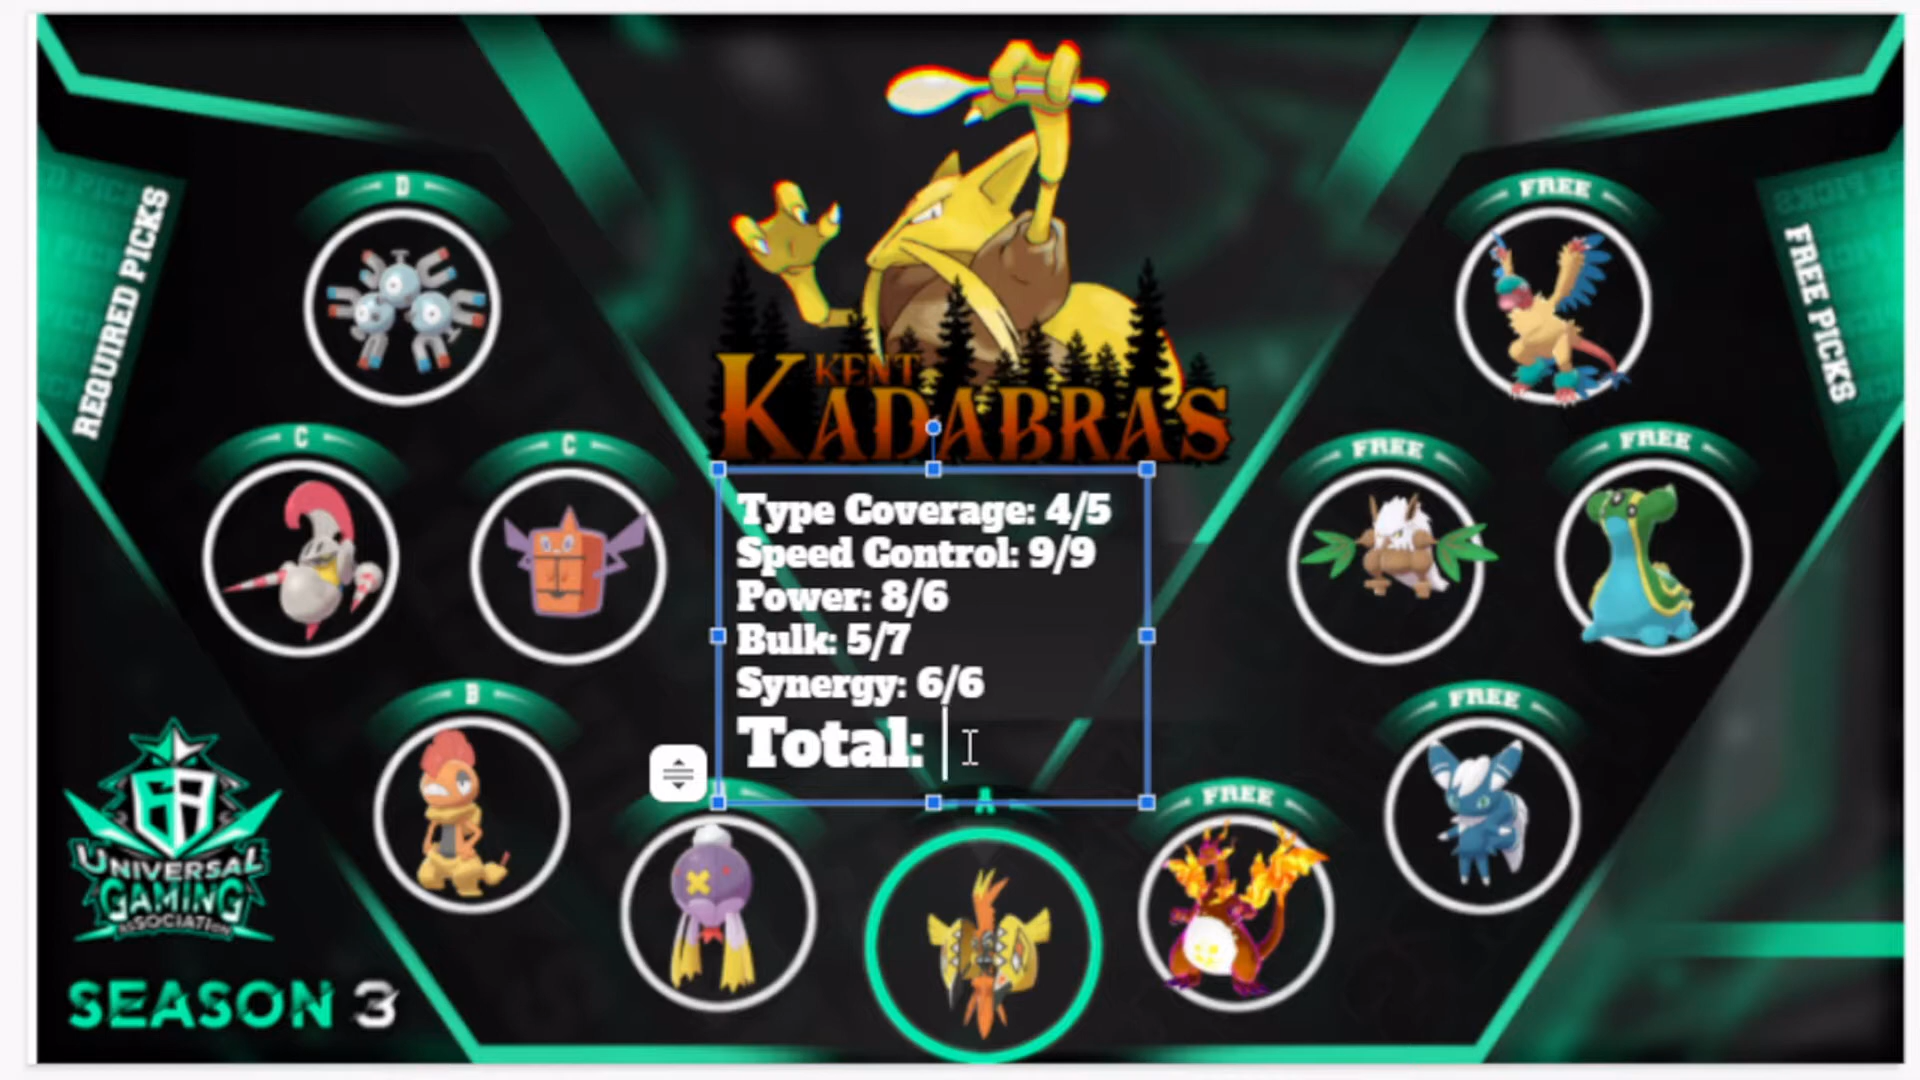 D
FREE
REQUIRED PICKS
FREE PICKS
KENT
KADABRAS
C
C
FREE
FREE
Type Coverage: 4/5
Speed Control: 9/9
Power: 8/6
Bulk: 5/7
Synergy: 6/6
Total:
B
FREE
A
FREE
UNIVERSAL
GAMING
ASSOCIATION
SEASON 3